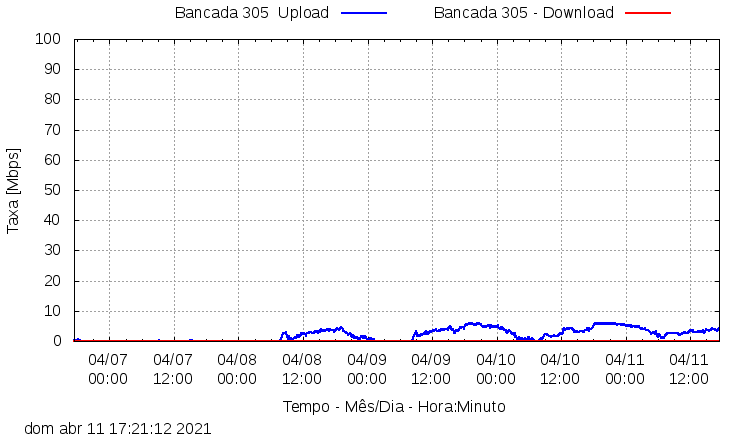 Bancada 305  Upload
Bancada 305 - Download
100
90
80
70
60
50
40
30
20
10
0
Taxa [Mbps]
04/07 04/07 04/08 04/08 04/09 04/09 04/10 04/10 04/11 04/11
00:00 12:00 00:00 12:00 00:00 12:00 00:00 12:00 00:00 12:00
Tempo - Mês/Dia - Hora:Minuto
dom abr 11 17:21:12 2021